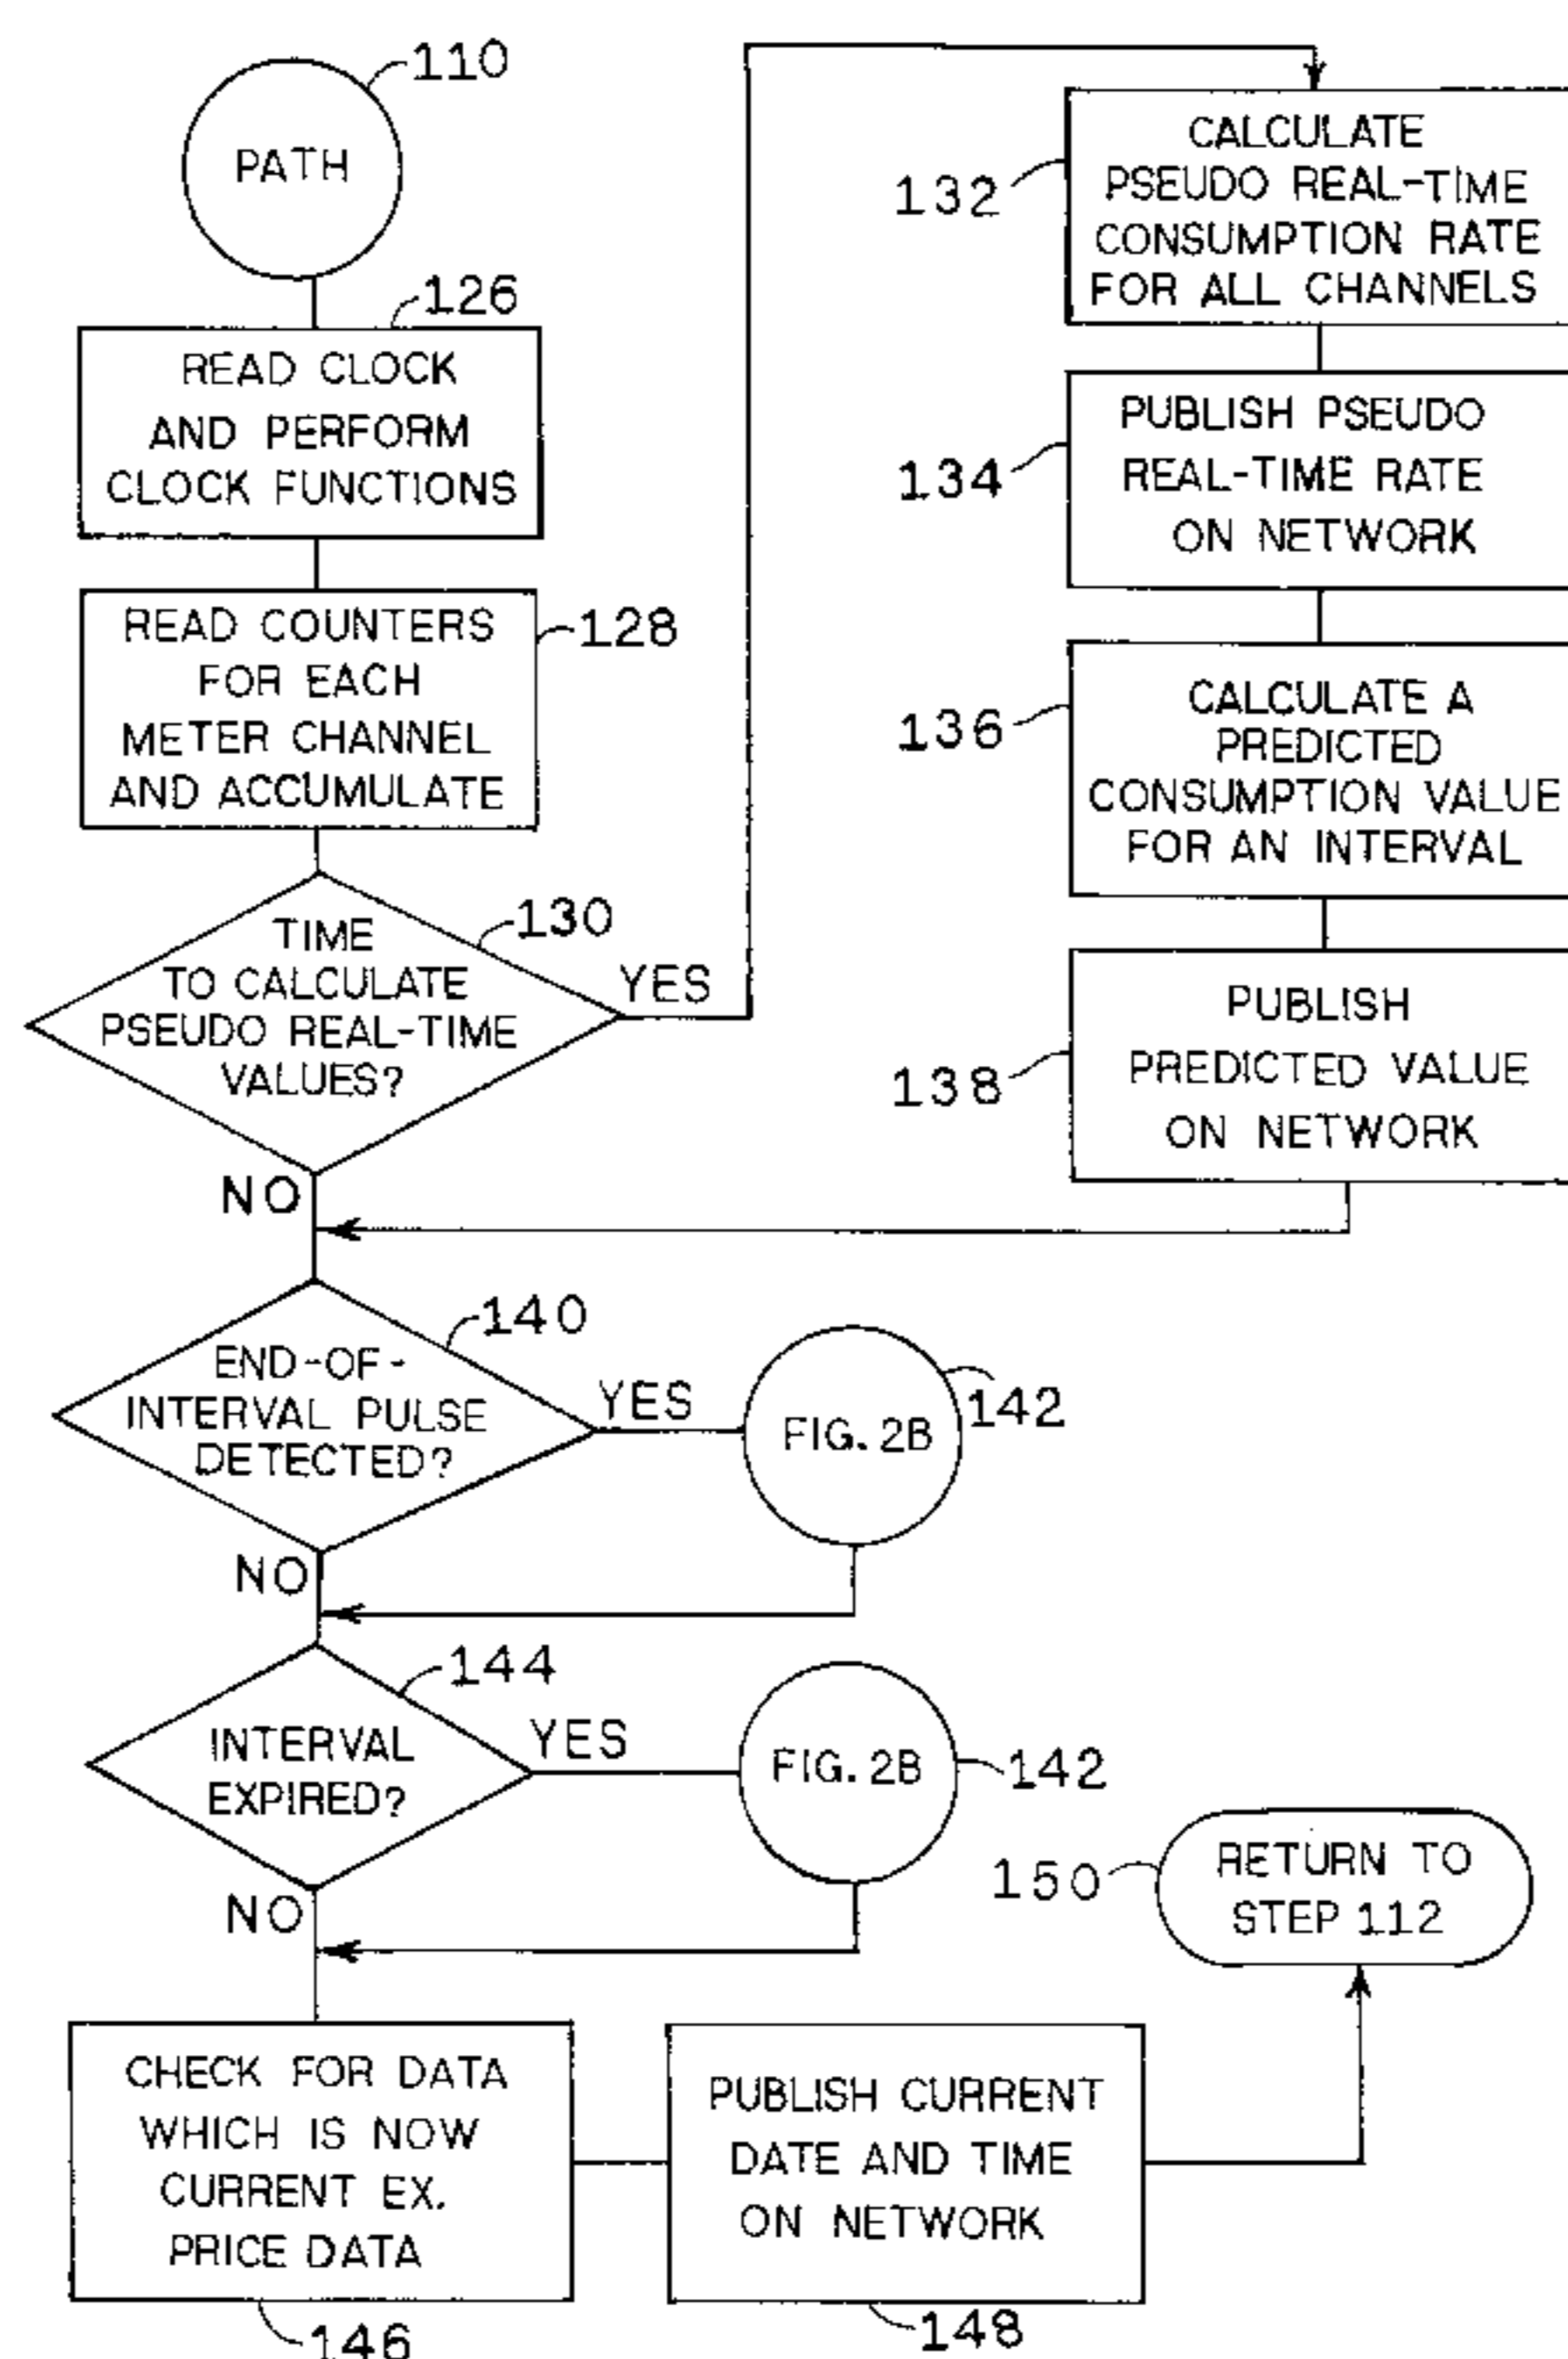 110
PATH
126
READ CLOCK
AND PERFORM
CLOCK FUNCTIONS
READ COUNTERS
FOR EACH
METER CHANNEL
AND ACCUMULATE
128
130
TIME
TO CALCULATE
PSEUDO REAL-TIME
VALUES?
YES
NO
132
CALCULATE
PSEUDO REAL-TIME
CONSUMPTION RATE
FOR ALL CHANNELS
134
PUBLISH PSEUDO
REAL-TIME RATE
ON NETWORK
136
CALCULATE A
PREDICTED
CONSUMPTION VALUE
FOR AN INTERVAL
138
PUBLISH
PREDICTED VALUE
ON NETWORK
140
END-OF-
INTERVAL PULSE
DETECTED?
YES
FIG. 2B
142
NO
144
INTERVAL
EXPIRED?
YES
FIG. 2B
142
NO
CHECK FOR DATA
WHICH IS NOW
CURRENT EX.
PRICE DATA
146
PUBLISH CURRENT
DATE AND TIME
ON NETWORK
148
150
RETURN TO
STEP 112